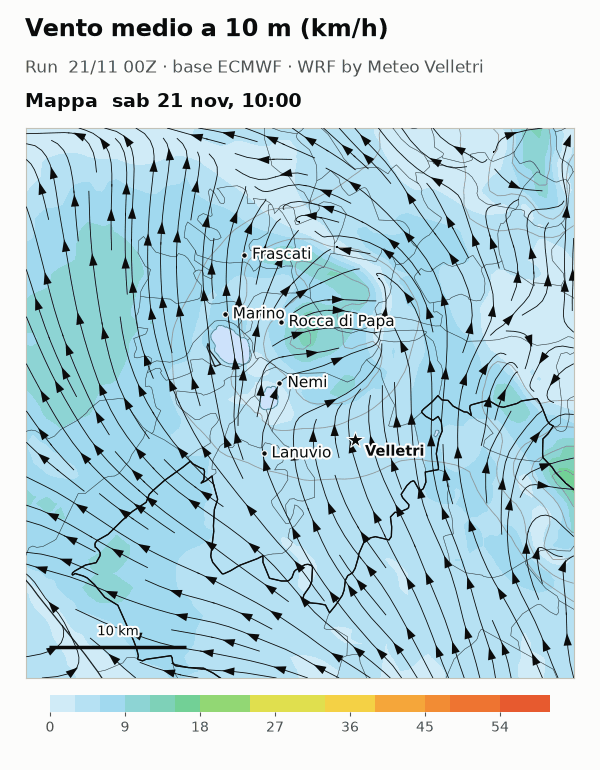 Vento medio a 10 m (km/h)
Run 21/11 00Z · base ECMWF · WRF by Meteo Velletri
Mappa sab 21 nov, 10:00
Frascati
Marino
Rocca di Papa
Nemi
Velletri
Lanuvio
10 km
0 9 18 27 36 45 54